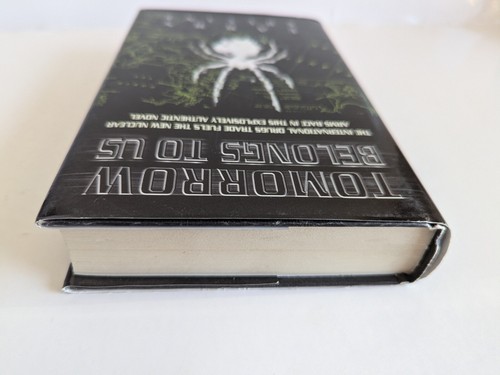 TOMORROW
BELONGS TO US
THE INTERNATIONAL DRUGS TRADE FUELS THE NEW NUCLEAR
ARMS RACE IN THIS EXPLOSIVELY AUTHENTIC NOVEL